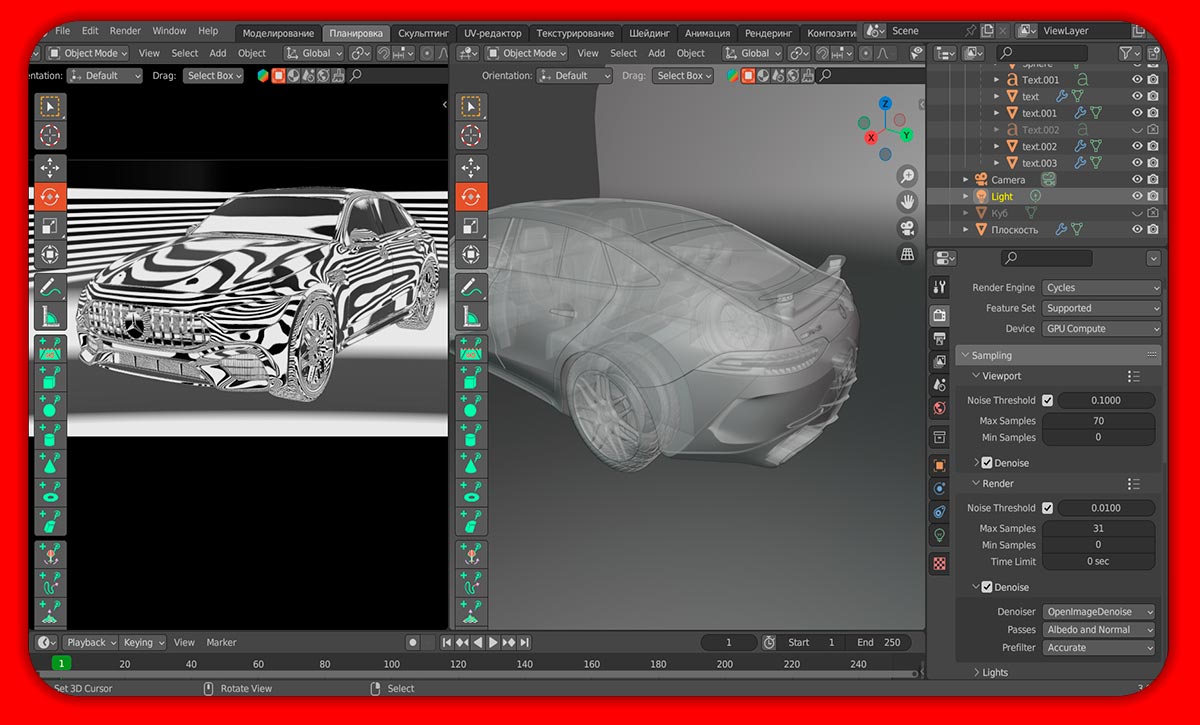 File Edit Render Window Help Моделирование Планировка Скульптинг UV-редактор Текстурирование Шейдинг Анимация Рендеринг Композити Scene ViewLayer
Object Mode View Select Add Object Global Object Mode View Select Add Object Global
entation: Default Drag: Select Box Orientation: Default Drag: Select Box
Sphere
Text.001
text
text.001
Text.002
text.002
text.003
Camera
Light
Куб
Плоскость
Z
Y
X
Render Engine Cycles
Feature Set Supported
Device GPU Compute
Sampling
Viewport
Noise Threshold 0.1000
Max Samples 70
Min Samples 0
Denoise
Render
Noise Threshold 0.0100
Max Samples 31
Min Samples 0
Time Limit 0 sec
Denoise
Denoiser OpenImageDenoise
Passes Albedo and Normal
Prefilter Accurate
Lights
Playback Keying View Marker 1 Start 1 End 250
1 20 40 60 80 100 120 140 160 180 200 220 240
Set 3D Cursor Rotate View Select